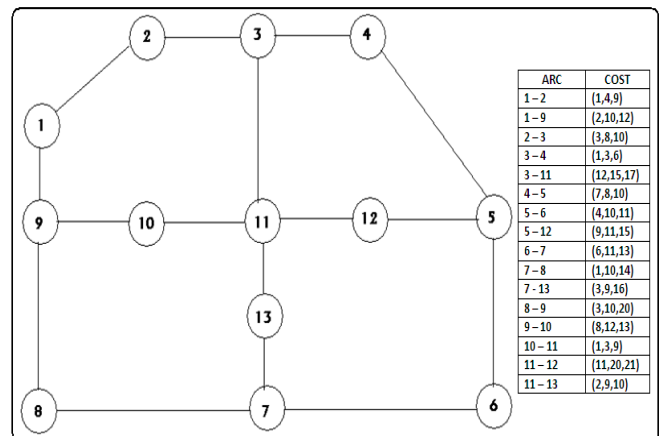 2 3 4
1
9 10 11 12 5
13
8 7 6
ARC COST
1 – 2 (1,4,9)
1 – 9 (2,10,12)
2 – 3 (3,8,10)
3 – 4 (1,3,6)
3 – 11 (12,15,17)
4 – 5 (7,8,10)
5 – 6 (4,10,11)
5 – 12 (9,11,15)
6 – 7 (6,11,13)
7 – 8 (1,10,14)
7 - 13 (3,9,16)
8 – 9 (3,10,20)
9 – 10 (8,12,13)
10 – 11 (1,3,9)
11 – 12 (11,20,21)
11 – 13 (2,9,10)